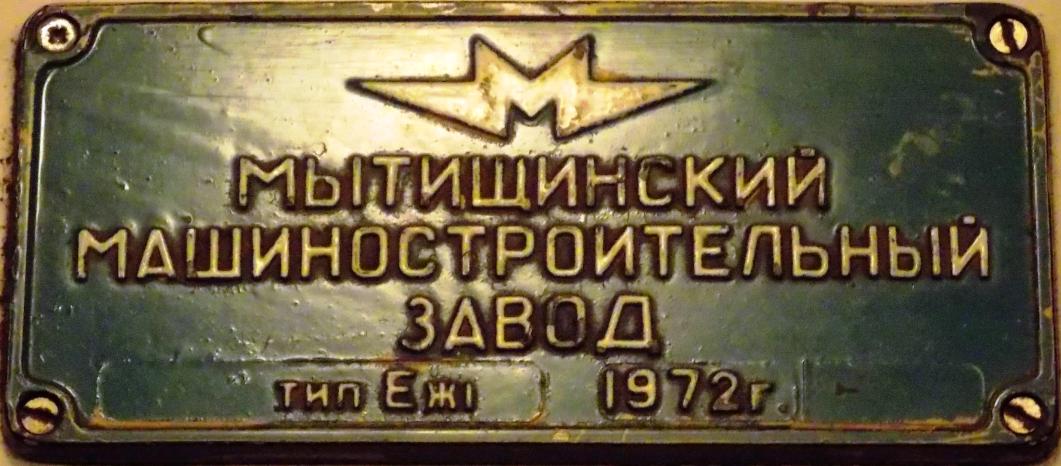 МЫТИЩИНСКИЙ
МАШИНОСТРОИТЕЛЬНЫЙ
ЗАВОД
тип Еж1 1972г.